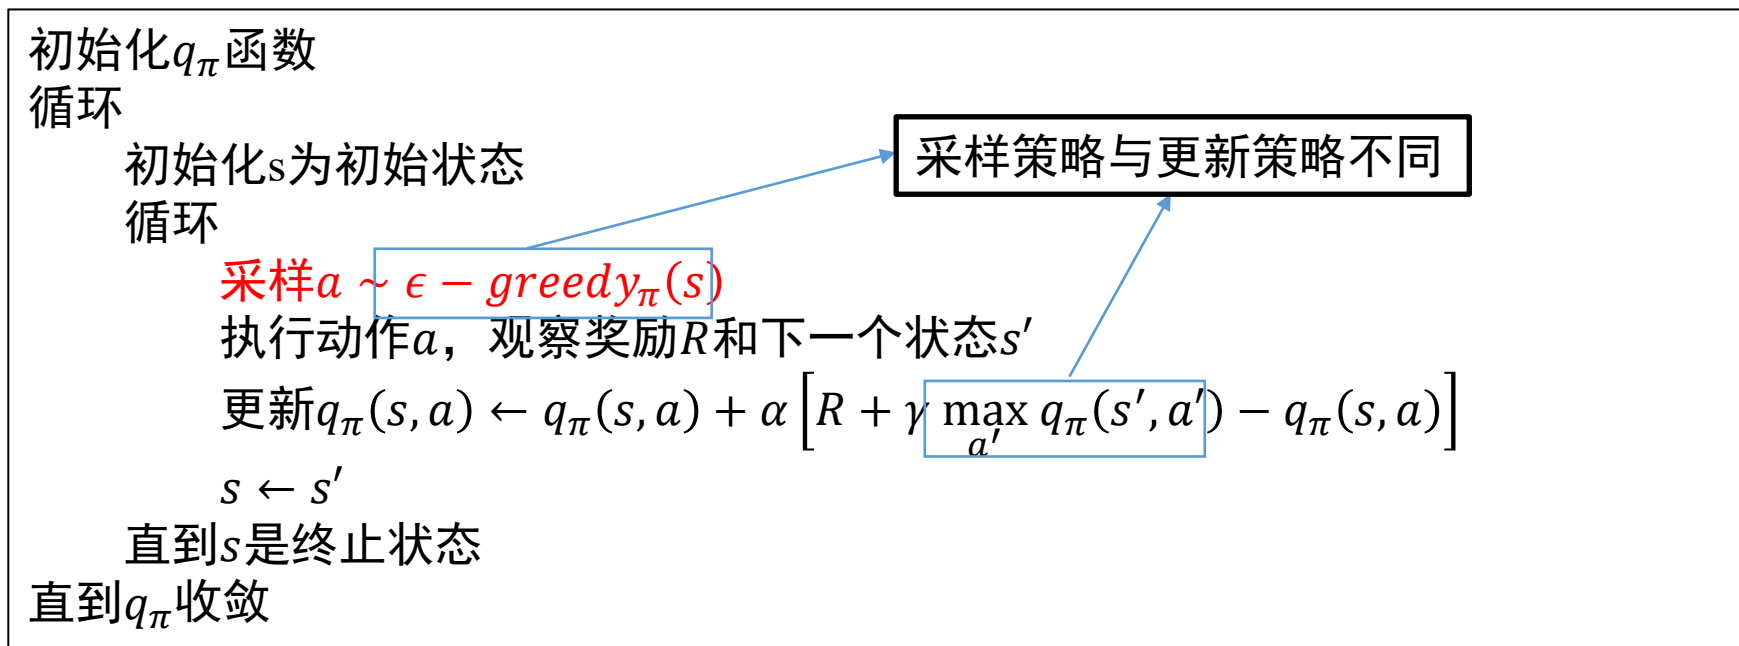 初始化qπ函数
循环
初始化s为初始状态
采样策略与更新策略不同
循环
采样a ~ ϵ − greedyπ(s)
执行动作a，观察奖励R和下一个状态s′
更新qπ(s, a) ← qπ(s, a) + α [R + γ max a′ qπ(s′, a′) − qπ(s, a)]
s ← s′
直到s是终止状态
直到qπ收敛